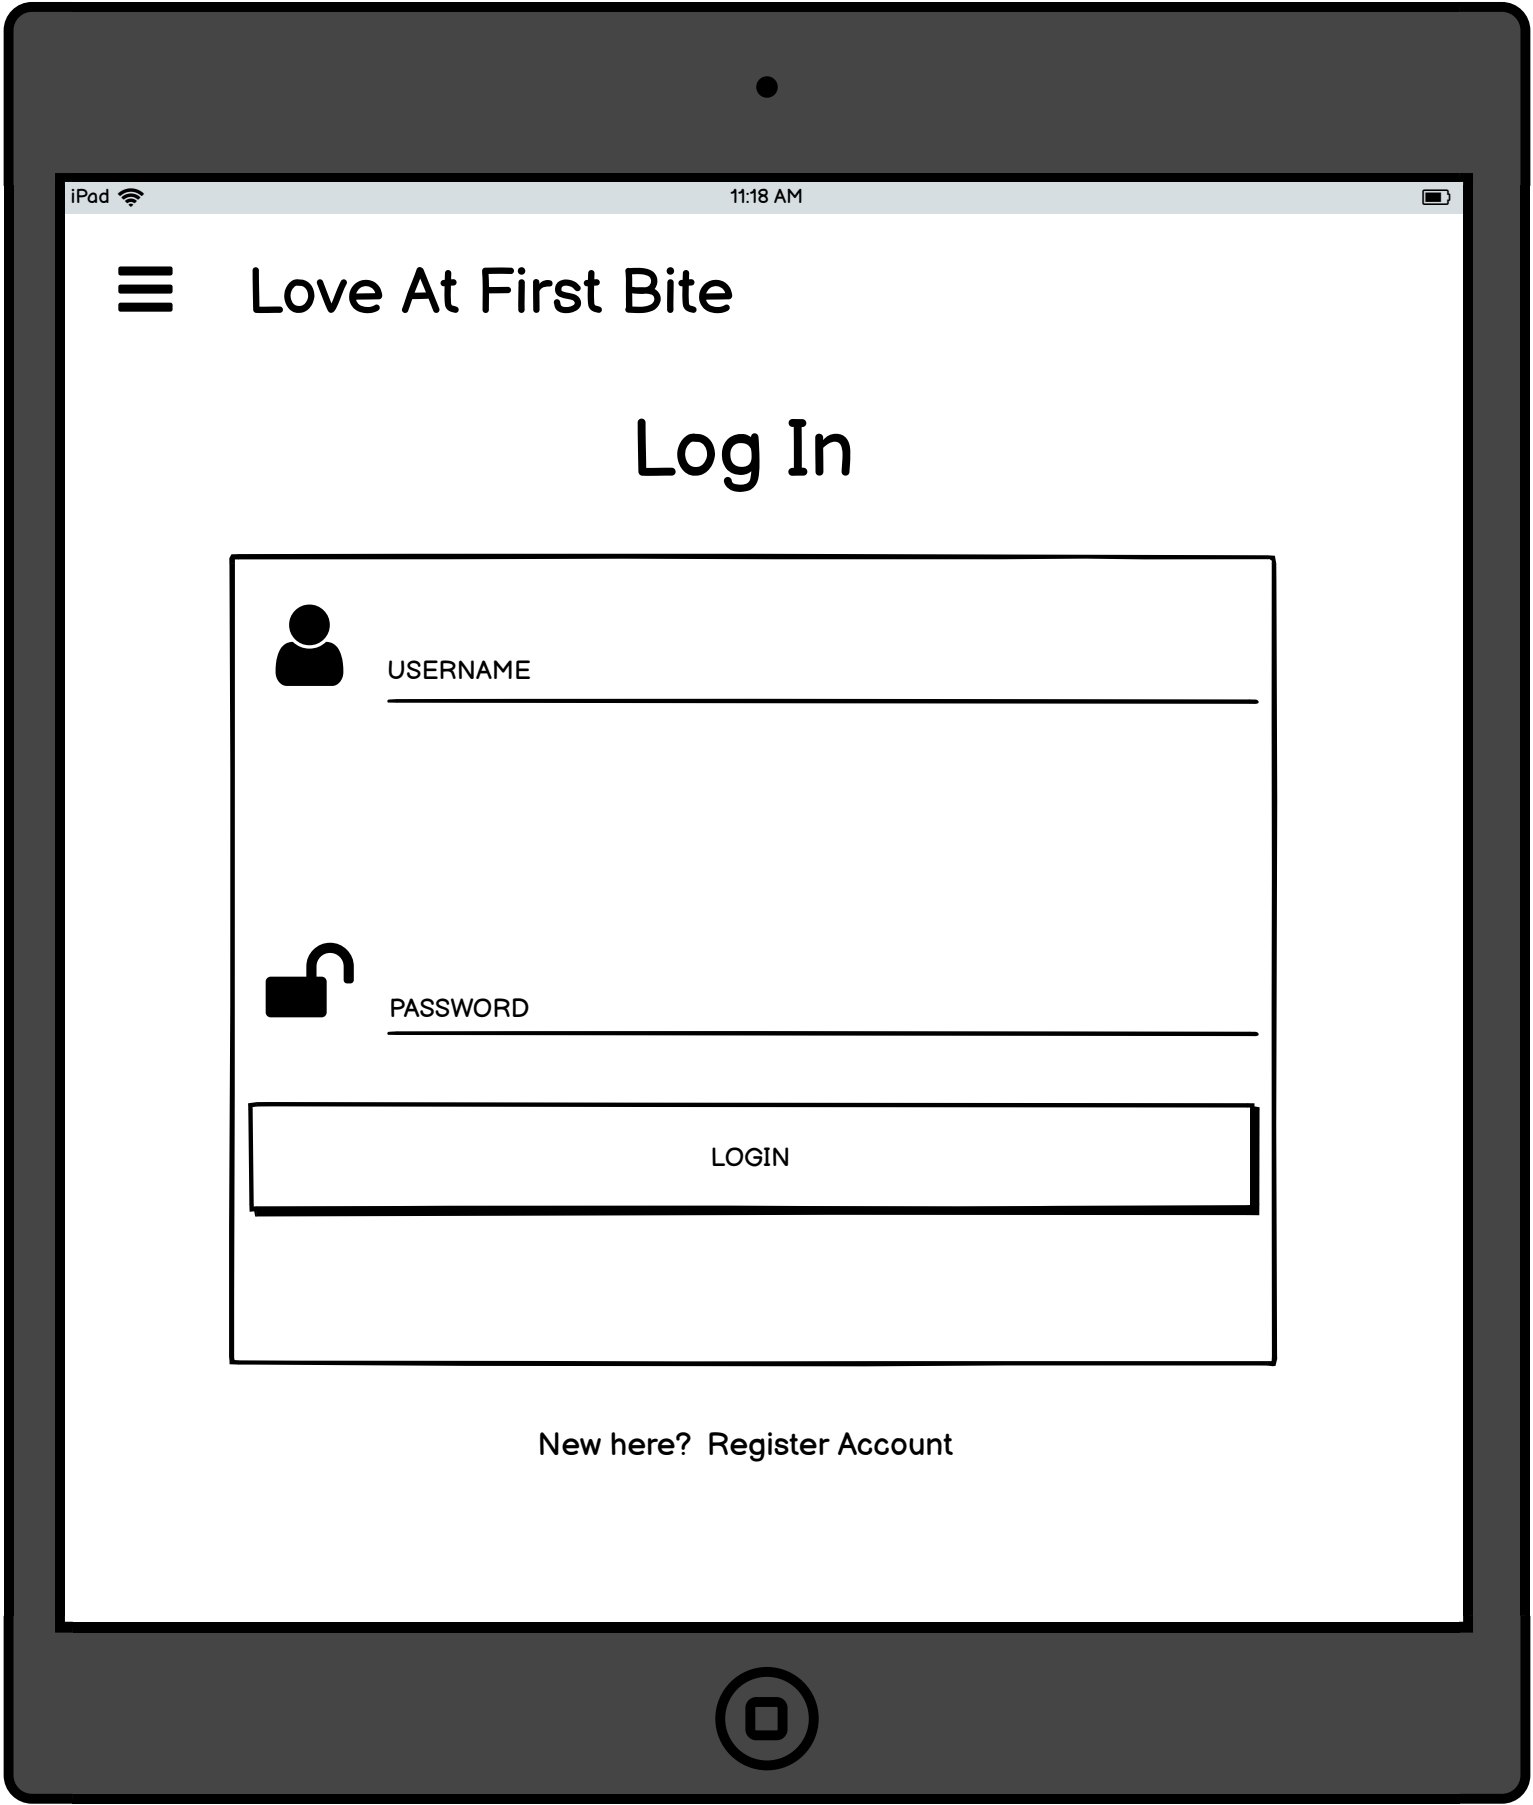 iPad 11:18 AM
Love At First Bite
Log In
USERNAME
PASSWORD
LOGIN
New here? Register Account